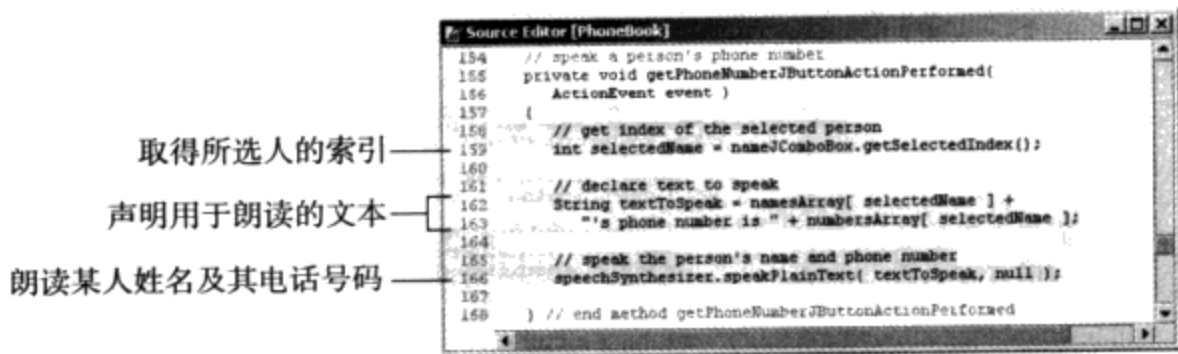 Source Editor [PhoneBook]
154 // speak a person's phone number
155 private void getPhoneNumberJButtonActionPerformed(
156 ActionEvent event )
157 {
158 // get index of the selected person
取得所选人的索引
159 int selectedName = nameJComboBox.getSelectedIndex();
160
161 // declare text to speak
声明用于朗读的文本
162 String textToSpeak = namesArray[ selectedName ] +
163 "'s phone number is " + numbersArray[ selectedName ];
164
165 // speak the person's name and phone number
朗读某人姓名及其电话号码
166 speechSynthesizer.speakPlainText( textToSpeak, null );
167
168 } // end method getPhoneNumberJButtonActionPerformed